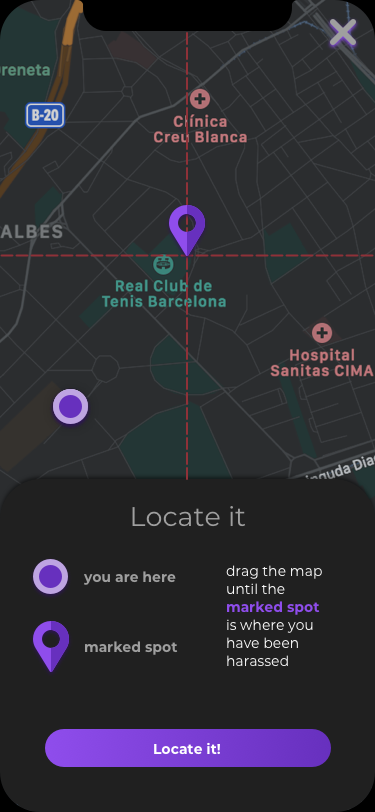 reneta
B-20
Clínica
Creu Blanca
ALBES
Real Club de
Tenis Barcelona
Hospital
Sanitas CIMA
inguda Dia
Locate it
you are here
marked spot
drag the map
until the
marked spot
is where you
have been
harassed
Locate it!